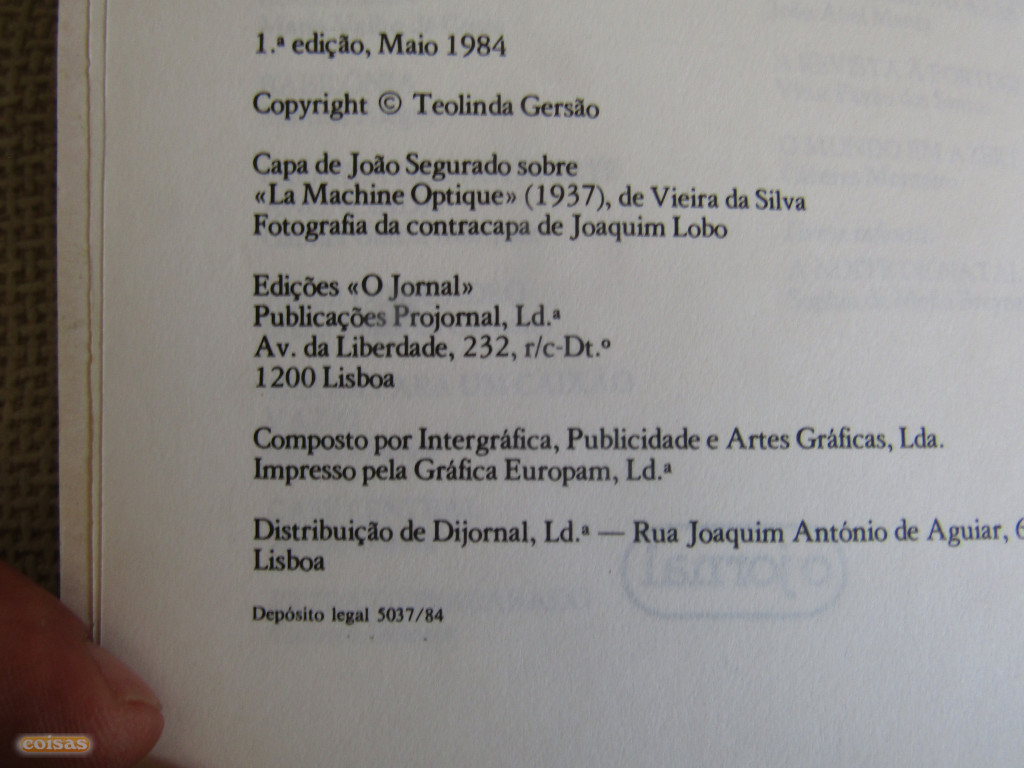 1.ª edição, Maio 1984
Copyright © Teolinda Gersão
Capa de João Segurado sobre
«La Machine Optique» (1937), de Vieira da Silva
Fotografia da contracapa de Joaquim Lobo
Edições «O Jornal»
Publicações Projornal, Ld.ª
Av. da Liberdade, 232, r/c-Dt.º
1200 Lisboa
Composto por Intergráfica, Publicidade e Artes Gráficas, Lda.
Impresso pela Gráfica Europam, Ld.ª
Distribuição de Dijornal, Ld.ª — Rua Joaquim António de Aguiar,
Lisboa
Depósito legal 5037/84
o jornal
coisas